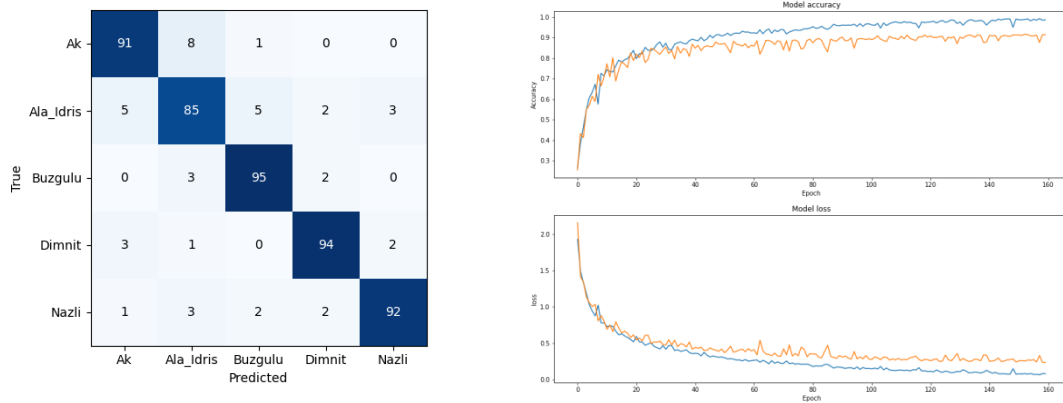 Ak 91 8 1 0 0
Ala_Idris 5 85 5 2 3
Buzgulu 0 3 95 2 0
Dimnit 3 1 0 94 2
Nazli 1 3 2 2 92
True
Ak Ala_Idris Buzgulu Dimnit Nazli
Predicted
Model accuracy
Accuracy
1.0
0.9
0.8
0.7
0.6
0.5
0.4
0.3
0 20 40 60 80 100 120 140 160
Epoch
Model loss
loss
2.0
1.5
1.0
0.5
0.0
0 20 40 60 80 100 120 140 160
Epoch